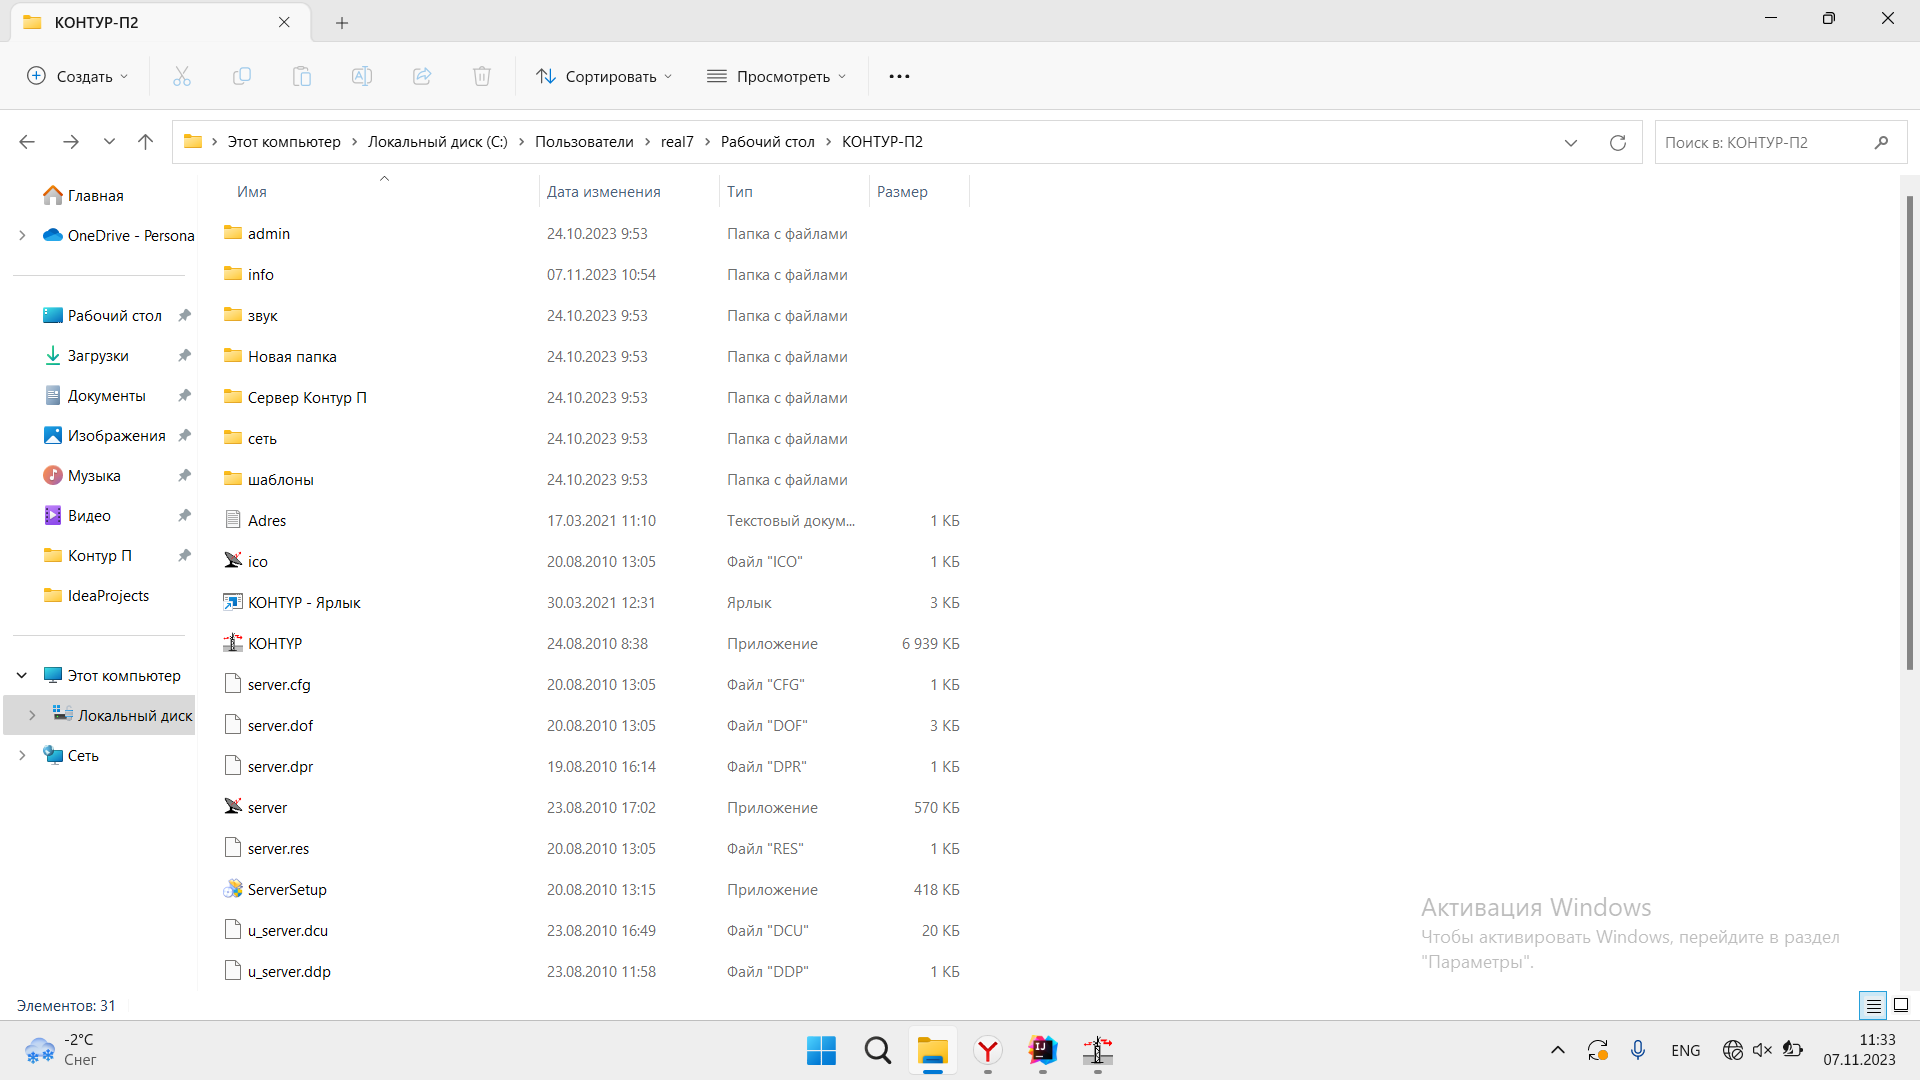 КОНТУР-П2
Создать
Сортировать
Просмотреть
Этот компьютер
Локальный диск (C:)
Пользователи
real7
Рабочий стол
КОНТУР-П2
Поиск в: КОНТУР-П2
Главная
OneDrive - Persona
Рабочий стол
Загрузки
Документы
Изображения
Музыка
Видео
Контур П
IdeaProjects
Этот компьютер
Локальный диск
Сеть
Имя Дата изменения Тип Размер
admin 24.10.2023 9:53 Папка с файлами
info 07.11.2023 10:54 Папка с файлами
звук 24.10.2023 9:53 Папка с файлами
Новая папка 24.10.2023 9:53 Папка с файлами
Сервер Контур П 24.10.2023 9:53 Папка с файлами
сеть 24.10.2023 9:53 Папка с файлами
шаблоны 24.10.2023 9:53 Папка с файлами
Adres 17.03.2021 11:10 Текстовый докум... 1 КБ
ico 20.08.2010 13:05 Файл "ICO" 1 КБ
КОНТУР - Ярлык 30.03.2021 12:31 Ярлык 3 КБ
КОНТУР 24.08.2010 8:38 Приложение 6 939 КБ
server.cfg 20.08.2010 13:05 Файл "CFG" 1 КБ
server.dof 20.08.2010 13:05 Файл "DOF" 3 КБ
server.dpr 19.08.2010 16:14 Файл "DPR" 1 КБ
server 23.08.2010 17:02 Приложение 570 КБ
server.res 20.08.2010 13:05 Файл "RES" 1 КБ
ServerSetup 20.08.2010 13:15 Приложение 418 КБ
u_server.dcu 23.08.2010 16:49 Файл "DCU" 20 КБ
u_server.ddp 23.08.2010 11:58 Файл "DDP" 1 КБ
Активация Windows
Чтобы активировать Windows, перейдите в раздел
"Параметры".
Элементов: 31
-2°C
Снег
IJ
ENG
11:33
07.11.2023